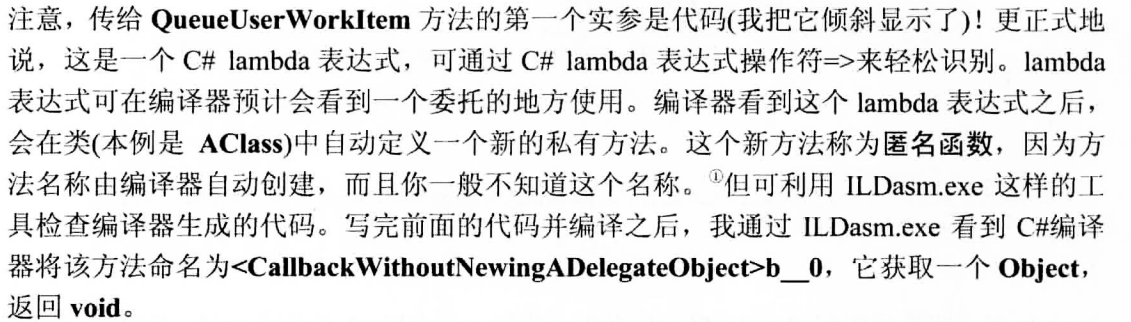 注意，传给 QueueUserWorkItem 方法的第一个实参是代码(我把它倾斜显示了)！更正式地
说，这是一个 C# lambda 表达式，可通过 C# lambda 表达式操作符=>来轻松识别。lambda
表达式可在编译器预计会看到一个委托的地方使用。编译器看到这个 lambda 表达式之后，
会在类(本例是 AClass)中自动定义一个新的私有方法。这个新方法称为匿名函数，因为方
法名称由编译器自动创建，而且你一般不知道这个名称。①但可利用 ILDasm.exe 这样的工
具检查编译器生成的代码。写完前面的代码并编译之后，我通过 ILDasm.exe 看到 C#编译
器将该方法命名为<CallbackWithoutNewingADelegateObject>b__0，它获取一个 Object，
返回 void。